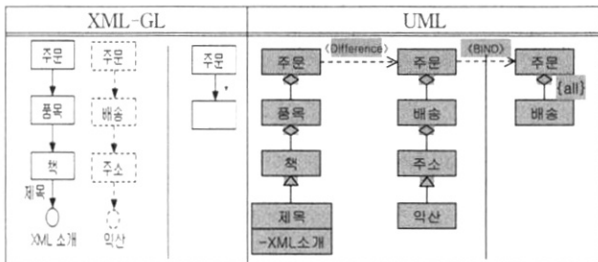 XML-GL
UML
주문
주문
주문
*
품목
배송
책
주소
제목
XML 소개
익산
주문
《Difference》
주문
《BIND》
주문
품목
배송
{all}
배송
책
주소
제목
-XML소개
익산